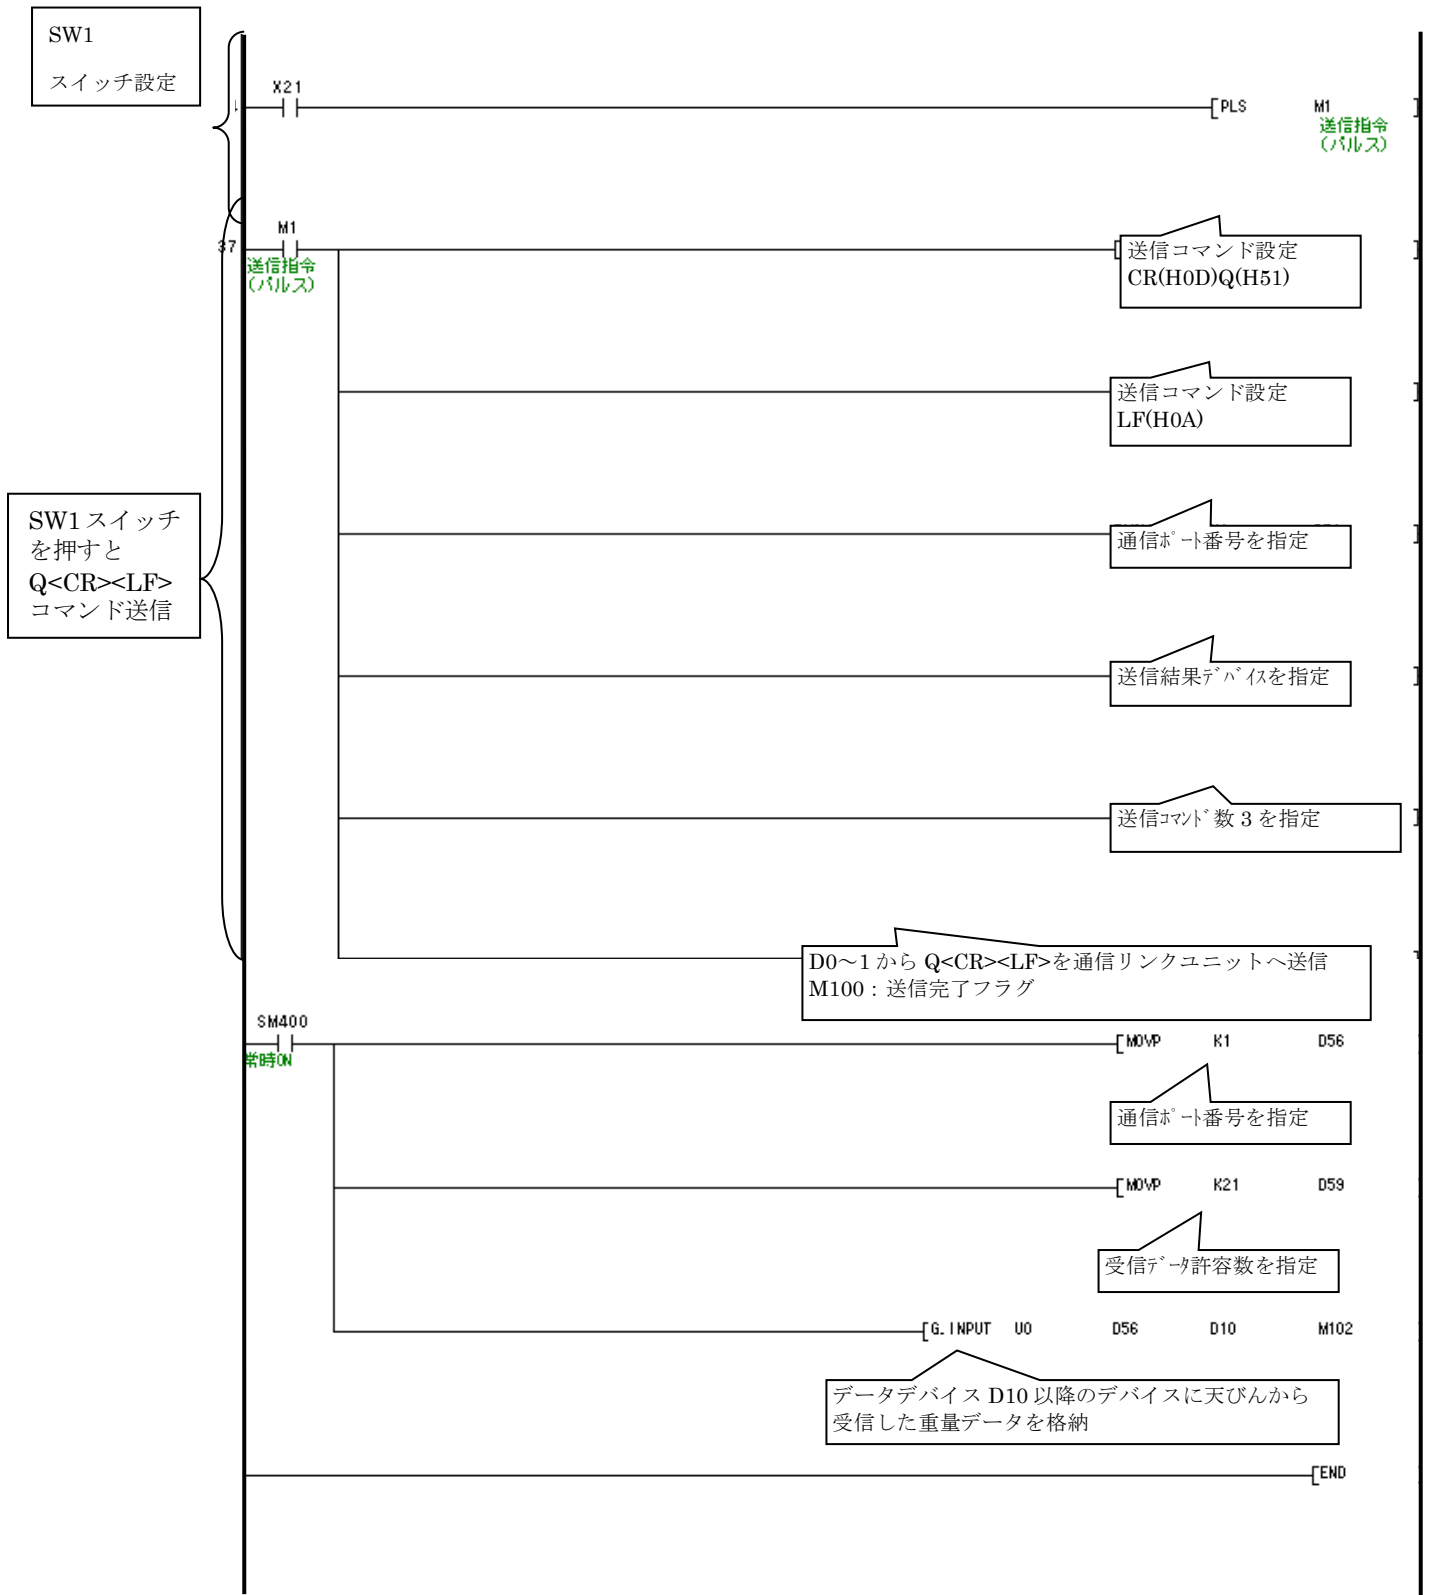 SW1
スイッチ設定
X21
[PLS M1 ]
送信指令
(パルス)
37
M1
送信指令
(パルス)
送信コマンド設定
CR(H0D)Q(H51)
送信コマンド設定
LF(H0A)
SW1スイッチ
を押すと
Q<CR><LF>
コマンド送信
通信ﾎﾟｰﾄ番号を指定
送信結果ﾃﾞﾊﾞｲｽを指定
送信ｺﾏﾝﾄﾞ数 3 を指定
D0～1 から Q<CR><LF>を通信リンクユニットへ送信
M100：送信完了フラグ
SM400
常時ON
[MOVP K1 D56
通信ﾎﾟｰﾄ番号を指定
[MOVP K21 D59
受信ﾃﾞｰﾀ許容数を指定
[G.INPUT U0 D56 D10 M102
データデバイス D10 以降のデバイスに天びんから
受信した重量データを格納
[END